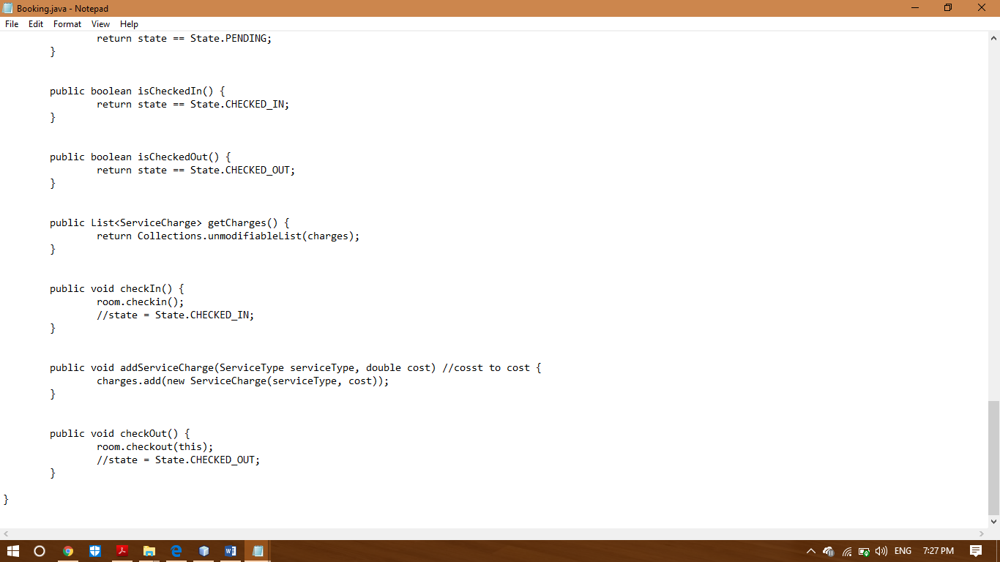 Booking.java - Notepad
File Edit Format View Help
return state == State.PENDING;
}
public boolean isCheckedIn() {
return state == State.CHECKED_IN;
}
public boolean isCheckedOut() {
return state == State.CHECKED_OUT;
}
public List<ServiceCharge> getCharges() {
return Collections.unmodifiableList(charges);
}
public void checkIn() {
room.checkin();
//state = State.CHECKED_IN;
}
public void addServiceCharge(ServiceType serviceType, double cost) //cosst to cost {
charges.add(new ServiceCharge(serviceType, cost));
}
public void checkOut() {
room.checkout(this);
//state = State.CHECKED_OUT;
}
}
ENG 7:27 PM